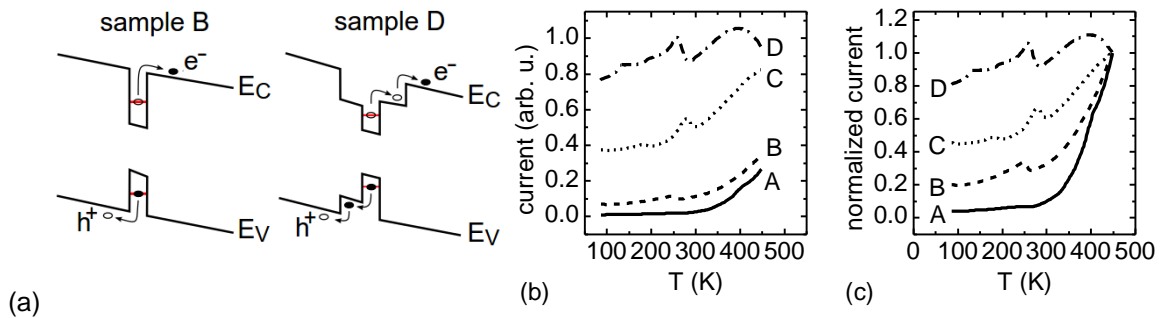 sample B
sample D
e⁻
E_C
e⁻
E_C
h⁺
E_V
h⁺
E_V
(a)
current (arb. u.)
1.0
0.8
0.6
0.4
0.2
0.0
D
C
B
A
100 200 300 400 500
T (K)
(b)
normalized current
1.2
1.0
0.8
0.6
0.4
0.2
0.0
D
C
B
A
0 100 200 300 400 500
T (K)
(c)